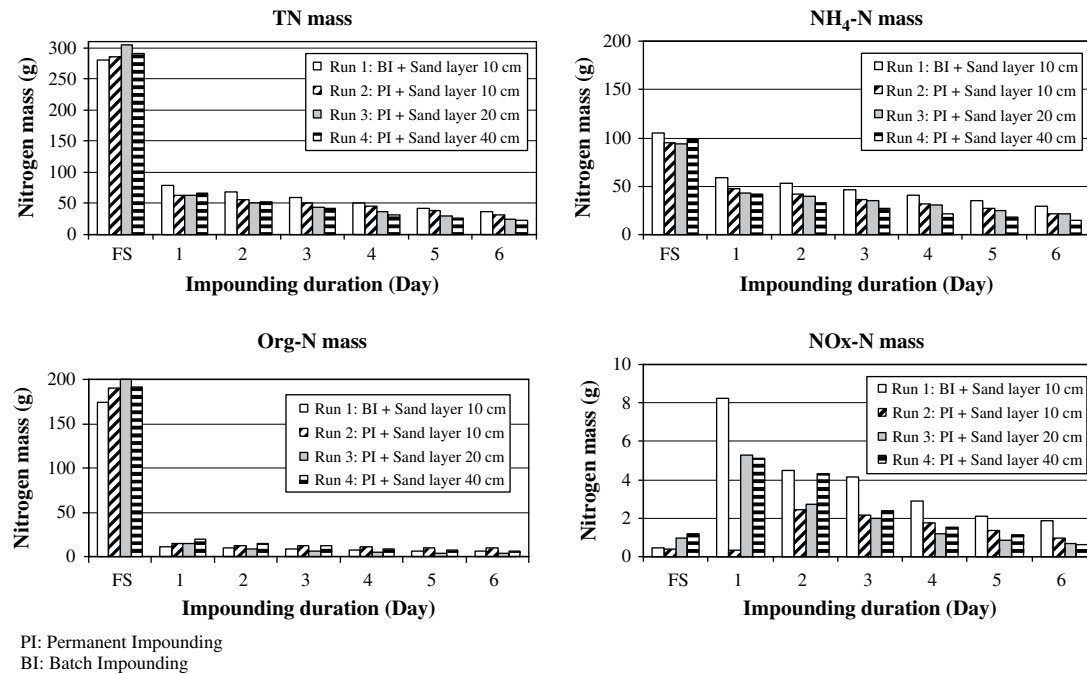 TN mass
Nitrogen mass (g)
300
250
200
150
100
50
0
Run 1: BI + Sand layer 10 cm
Run 2: PI + Sand layer 10 cm
Run 3: PI + Sand layer 20 cm
Run 4: PI + Sand layer 40 cm
FS 1 2 3 4 5 6
Impounding duration (Day)
NH4-N mass
Nitrogen mass (g)
200
150
100
50
0
Run 1: BI + Sand layer 10 cm
Run 2: PI + Sand layer 10 cm
Run 3: PI + Sand layer 20 cm
Run 4: PI + Sand layer 40 cm
FS 1 2 3 4 5 6
Impounding duration (Day)
Org-N mass
Nitrogen mass (g)
200
150
100
50
0
Run 1: BI + Sand layer 10 cm
Run 2: PI + Sand layer 10 cm
Run 3: PI + Sand layer 20 cm
Run 4: PI + Sand layer 40 cm
FS 1 2 3 4 5 6
Impounding duration (Day)
NOx-N mass
Nitrogen mass (g)
10
8
6
4
2
0
Run 1: BI + Sand layer 10 cm
Run 2: PI + Sand layer 10 cm
Run 3: PI + Sand layer 20 cm
Run 4: PI + Sand layer 40 cm
FS 1 2 3 4 5 6
Impounding duration (Day)
PI: Permanent Impounding
BI: Batch Impounding